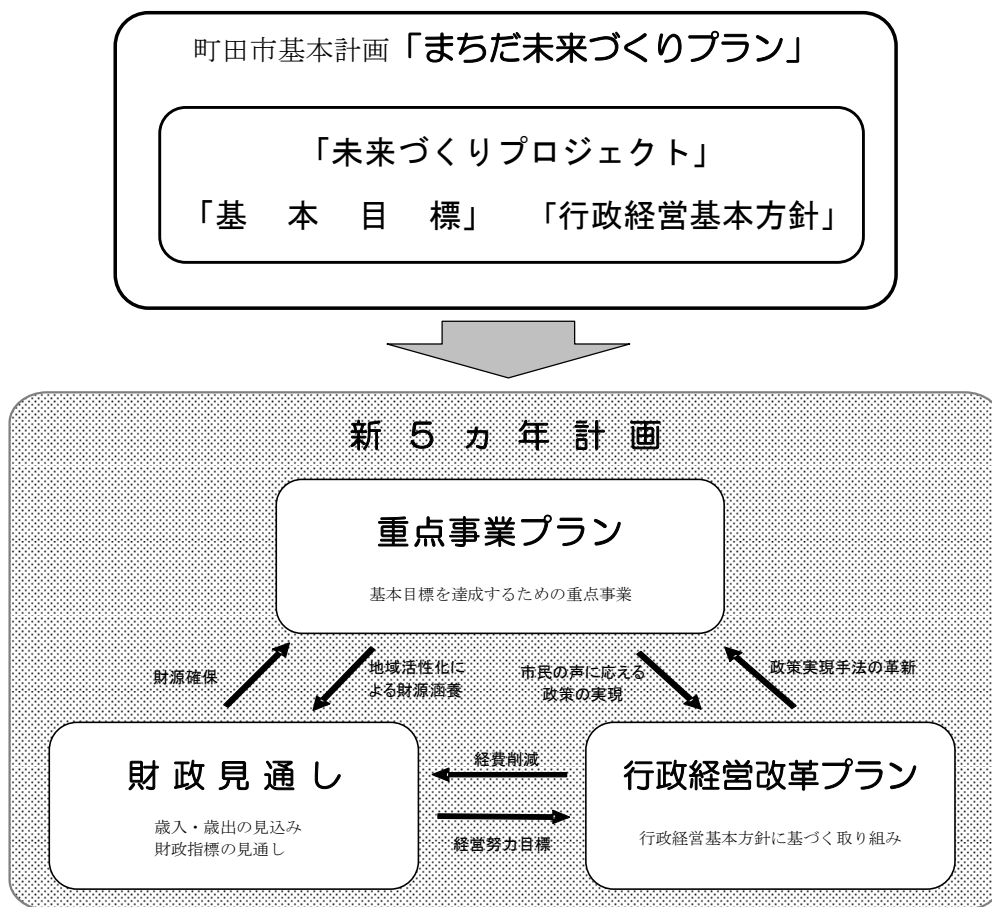 町田市基本計画「まちだ未来づくりプラン」
「未来づくりプロジェクト」
「基　本　目　標」　「行政経営基本方針」
新５ヵ年計画
重点事業プラン
基本目標を達成するための重点事業
財源確保
地域活性化に
よる財源涵養
市民の声に応える
政策の実現
政策実現手法の革新
財政見通し
歳入・歳出の見込み
財政指標の見通し
経費削減
経営努力目標
行政経営改革プラン
行政経営基本方針に基づく取り組み